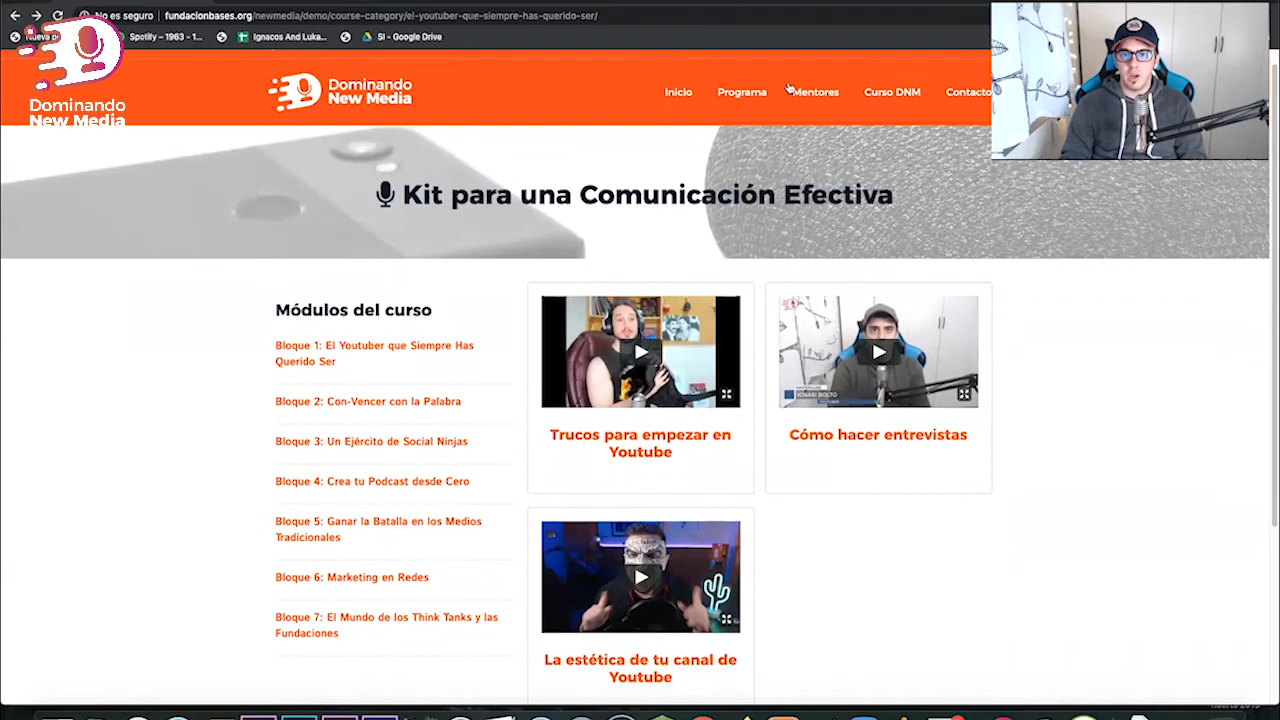 No es seguro
fundacionbases.org/newmedia/demo/course-category/el-youtuber-que-siempre-has-querido-ser/
Nueva
Spotify – 1963 - 1...
Ignacos And Luka...
SI - Google Drive
Dominando
New Media
Dominando
New Media
Inicio
Programa
Mentores
Curso DNM
Contacto
Kit para una Comunicación Efectiva
Módulos del curso
Bloque 1: El Youtuber que Siempre Has
Querido Ser
Bloque 2: Con-Vencer con la Palabra
Bloque 3: Un Ejército de Social Ninjas
Bloque 4: Crea tu Podcast desde Cero
Bloque 5: Ganar la Batalla en los Medios
Tradicionales
Bloque 6: Marketing en Redes
Bloque 7: El Mundo de los Think Tanks y las
Fundaciones
Trucos para empezar en
Youtube
MASTERCLASS
IGNASI BOLTO
Cómo hacer entrevistas
La estética de tu canal de
Youtube